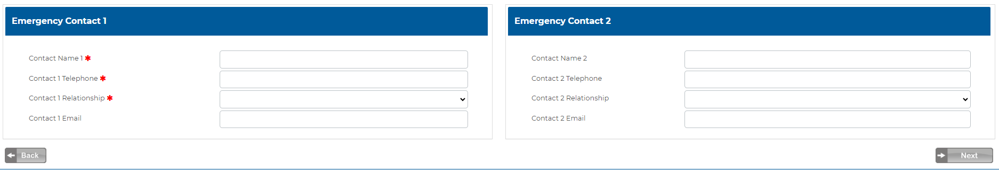 Emergency Contact 1
Contact Name 1 *
Contact 1 Telephone *
Contact 1 Relationship *
Contact 1 Email
Emergency Contact 2
Contact Name 2
Contact 2 Telephone
Contact 2 Relationship
Contact 2 Email
Back
Next